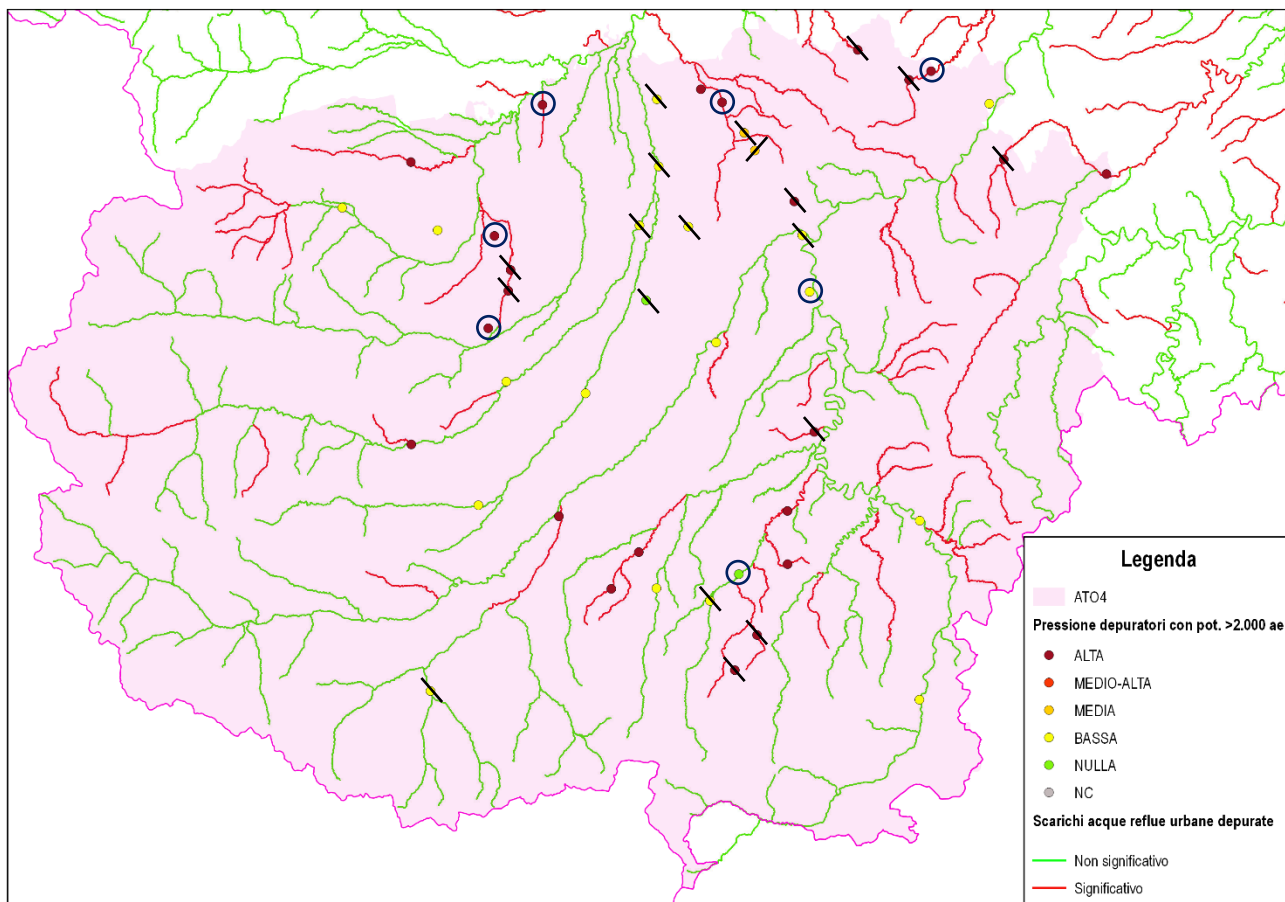 Legenda
ATO4
Pressione depuratori con pot. >2.000 ae
ALTA
MEDIO-ALTA
MEDIA
BASSA
NULLA
NC
Scarichi acque reflue urbane depurate
Non significativo
Significativo